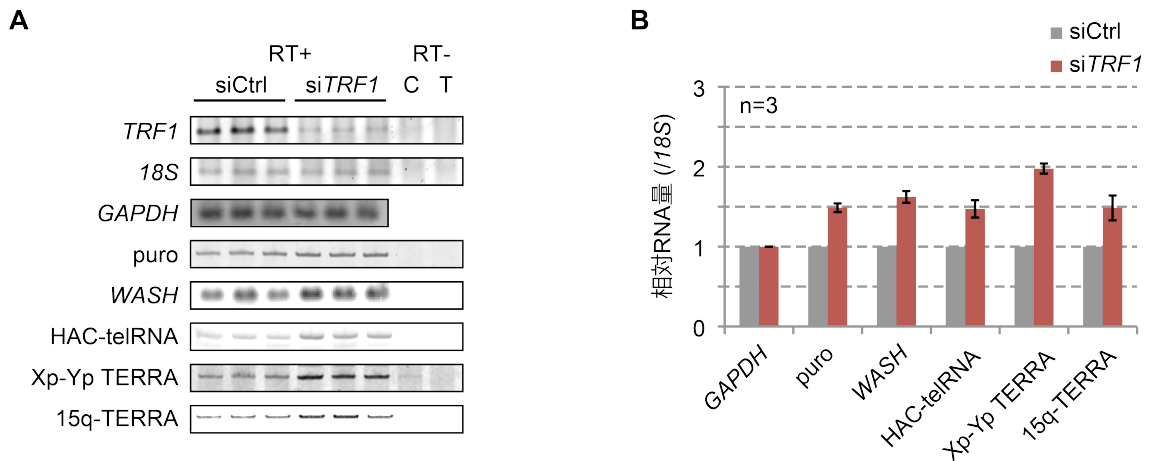 A
RT+ RT-
siCtrl siTRF1 C T
TRF1
18S
GAPDH
puro
WASH
HAC-telRNA
Xp-Yp TERRA
15q-TERRA
B
siCtrl
siTRF1
n=3
相対RNA量 (/18S)
3
2
1
0
GAPDH
puro
WASH
HAC-telRNA
Xp-Yp TERRA
15q-TERRA